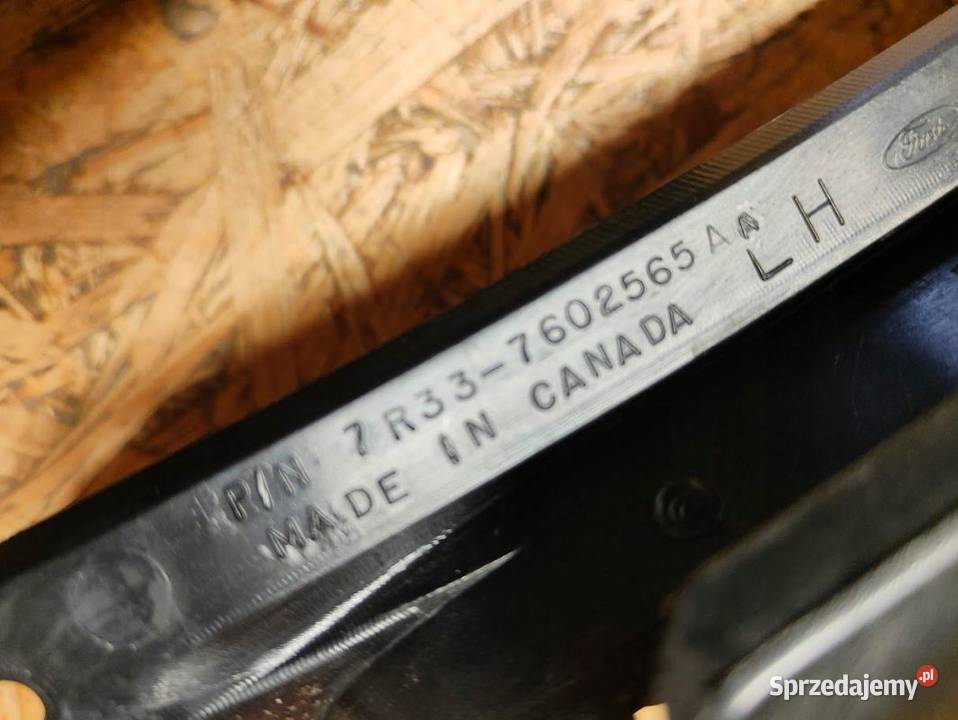 Ford
P/N 7R33-7602565AA LH
MADE IN CANADA
Sprzedajemy.pl